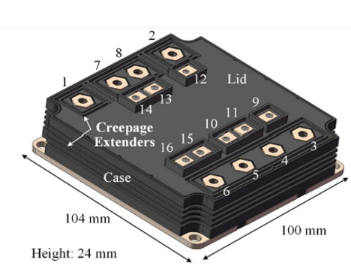 2
8
7
1
12
Lid
13
14
9
11
10
15
16
3
4
5
6
Creepage
Extenders
Case
104 mm
100 mm
Height: 24 mm